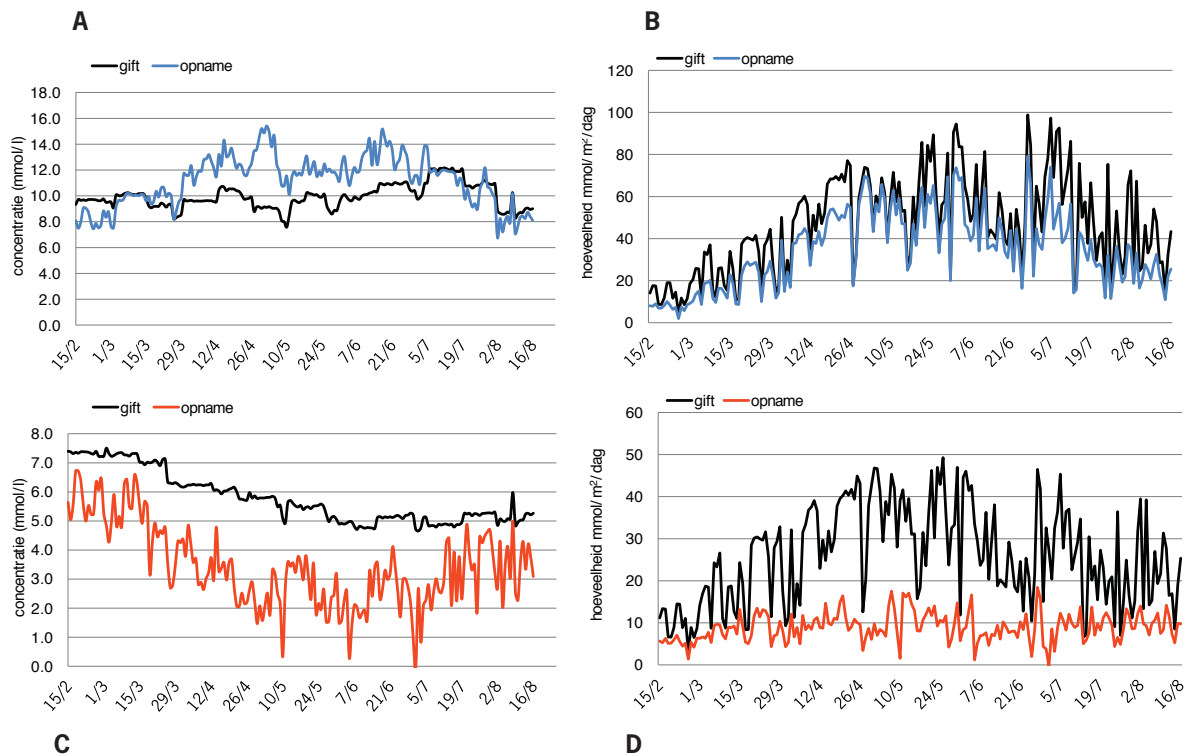 A
gift opname
concentratie (mmol/l)
18.0
16.0
14.0
12.0
10.0
8.0
6.0
4.0
2.0
0.0
15/2 1/3 15/3 29/3 12/4 26/4 10/5 24/5 7/6 21/6 5/7 19/7 2/8 16/8
B
gift opname
hoeveelheid mmol/m²/dag
120
100
80
60
40
20
0
15/2 1/3 15/3 29/3 12/4 26/4 10/5 24/5 7/6 21/6 5/7 19/7 2/8 16/8
gift opname
concentratie (mmol/l)
8.0
7.0
6.0
5.0
4.0
3.0
2.0
1.0
0.0
15/2 1/3 15/3 29/3 12/4 26/4 10/5 24/5 7/6 21/6 5/7 19/7 2/8 16/8
C
gift opname
hoeveelheid mmol/m²/dag
60
50
40
30
20
10
0
15/2 1/3 15/3 29/3 12/4 26/4 10/5 24/5 7/6 21/6 5/7 19/7 2/8 16/8
D